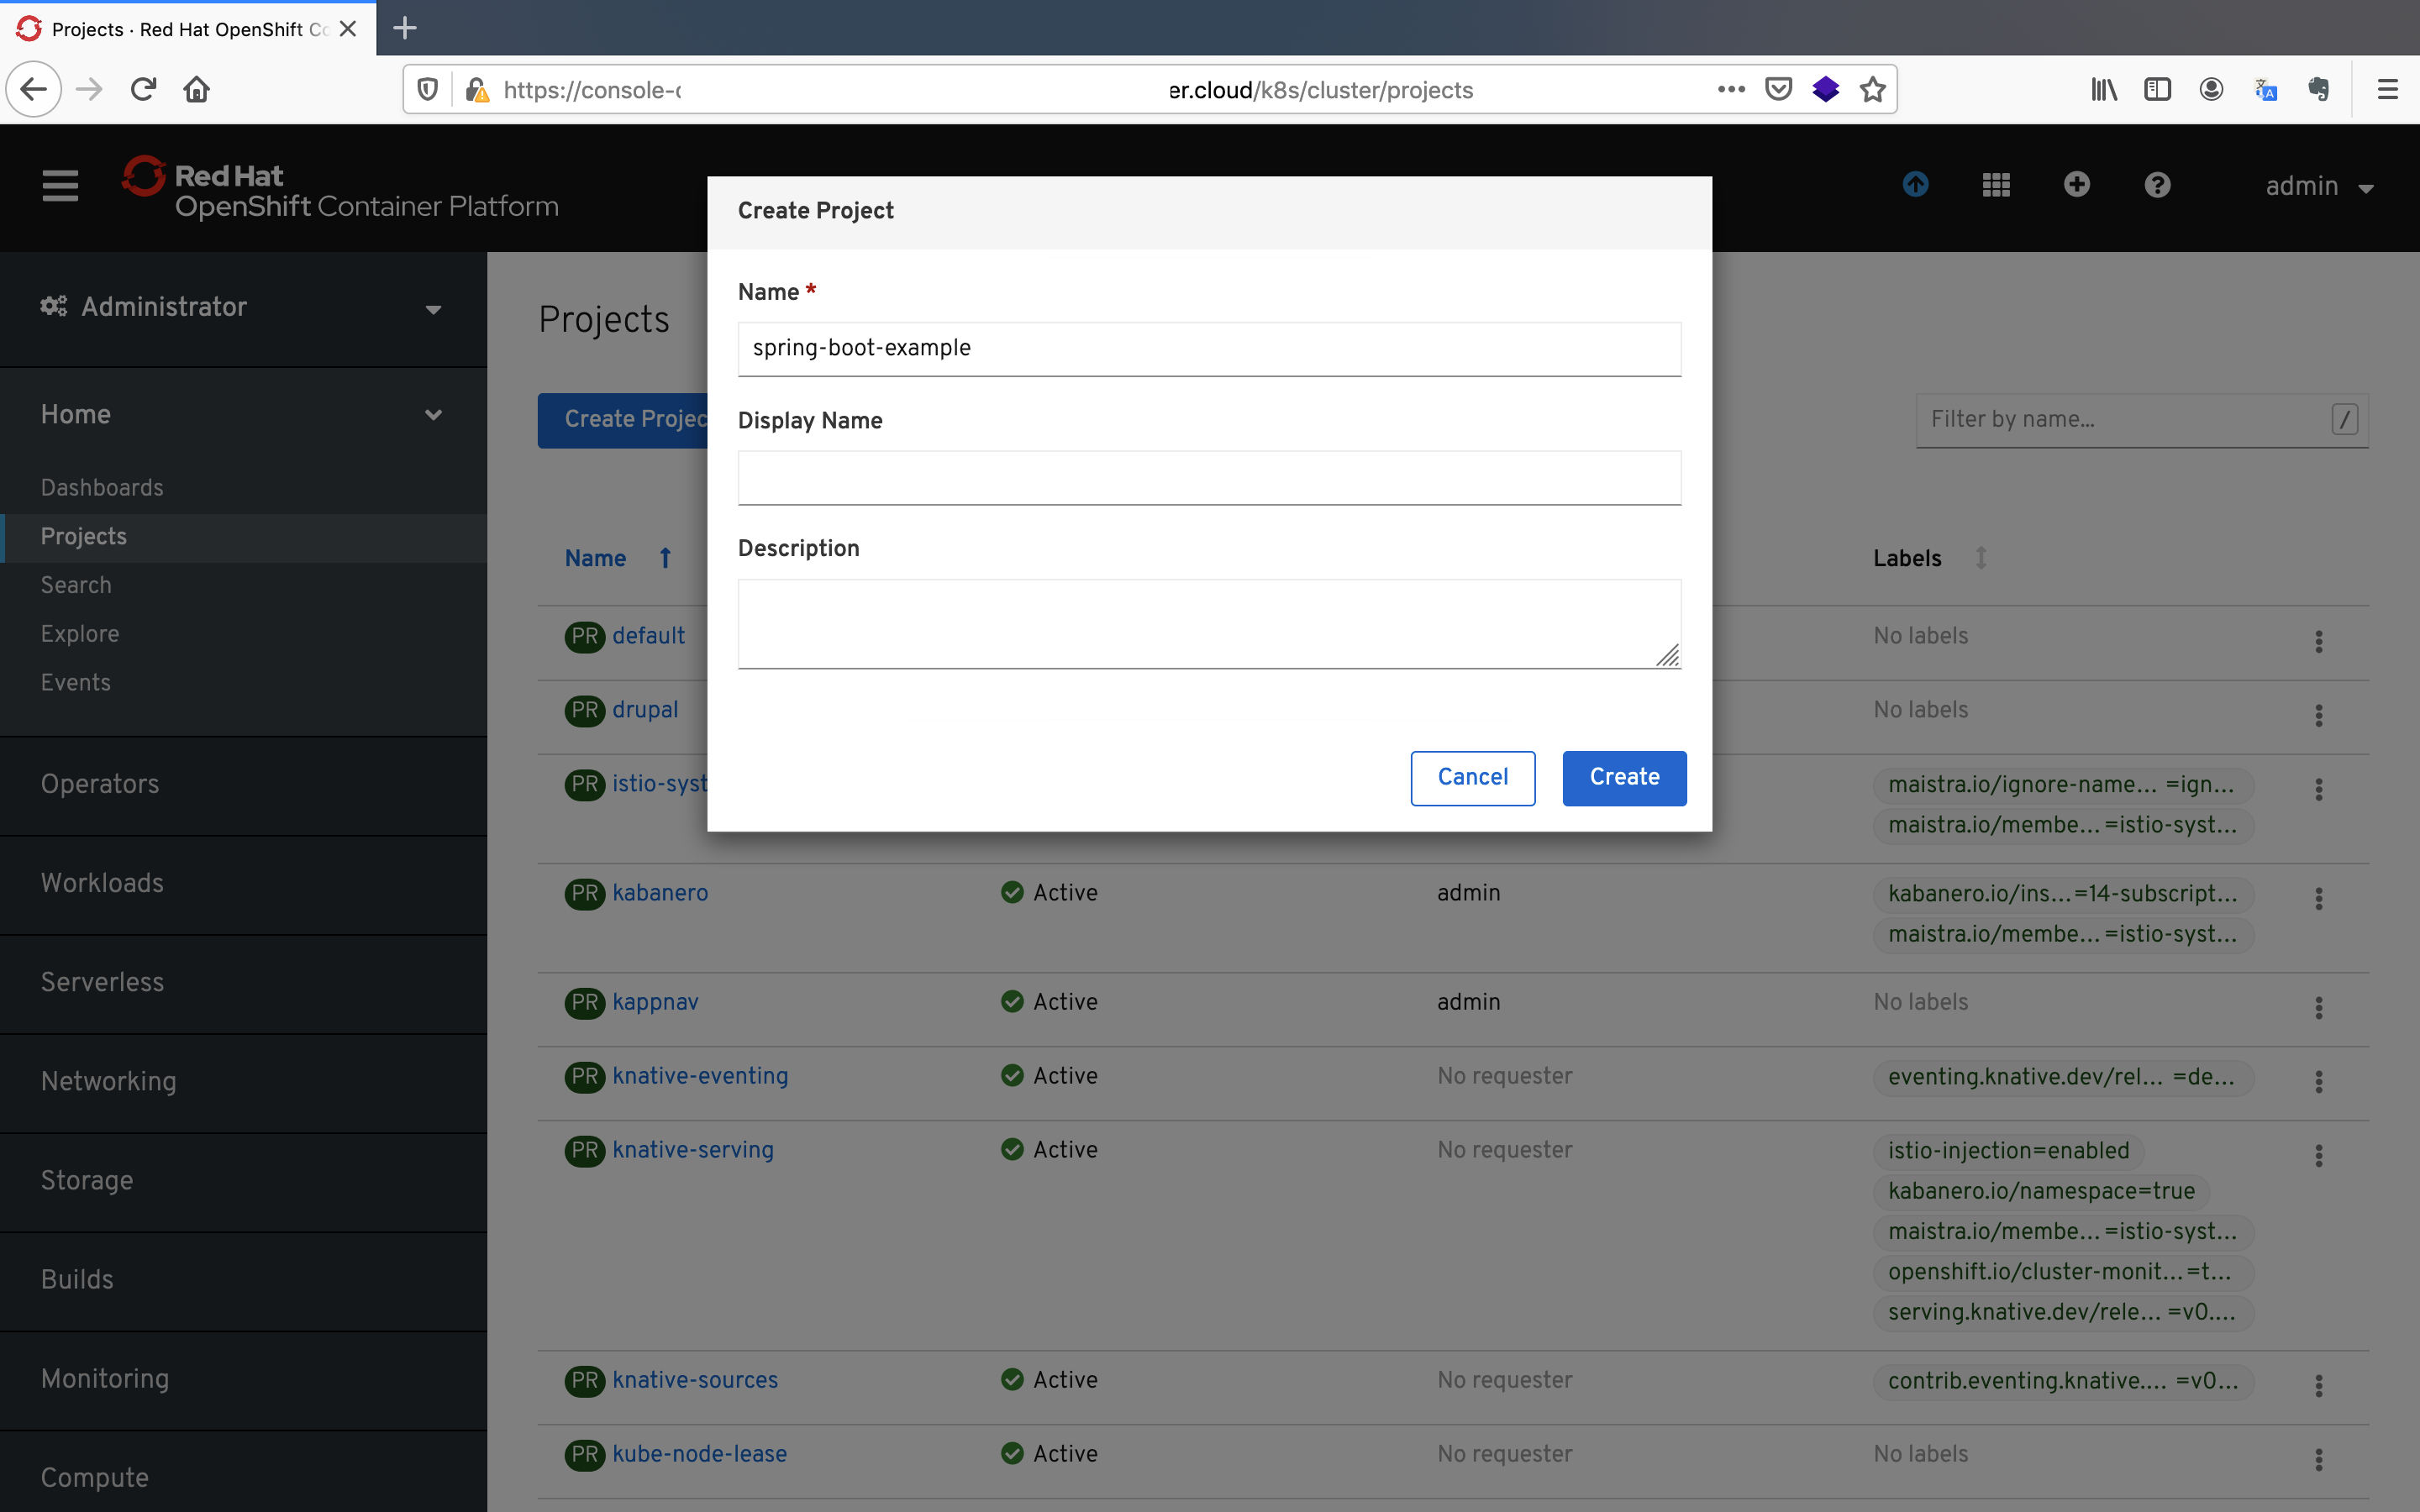 Projects · Red Hat OpenShift Co
https://console-
er.cloud/k8s/cluster/projects
Red Hat
OpenShift Container Platform
admin
Create Project
Name *
spring-boot-example
Display Name
Description
Cancel
Create
Administrator
Home
Dashboards
Projects
Search
Explore
Events
Operators
Workloads
Serverless
Networking
Storage
Builds
Monitoring
Compute
Projects
Create Projec
Filter by name...
/
Name
Labels
PR default
No labels
PR drupal
No labels
PR istio-syst
maistra.io/ignore-name... =ign...
maistra.io/membe... =istio-syst...
PR kabanero
Active
admin
kabanero.io/ins... =14-subscript...
maistra.io/membe... =istio-syst...
PR kappnav
Active
admin
No labels
PR knative-eventing
Active
No requester
eventing.knative.dev/rel... =de...
PR knative-serving
Active
No requester
istio-injection=enabled
kabanero.io/namespace=true
maistra.io/membe... =istio-syst...
openshift.io/cluster-monit... =t...
serving.knative.dev/rele... =v0....
PR knative-sources
Active
No requester
contrib.eventing.knative.... =v0...
PR kube-node-lease
Active
No requester
No labels